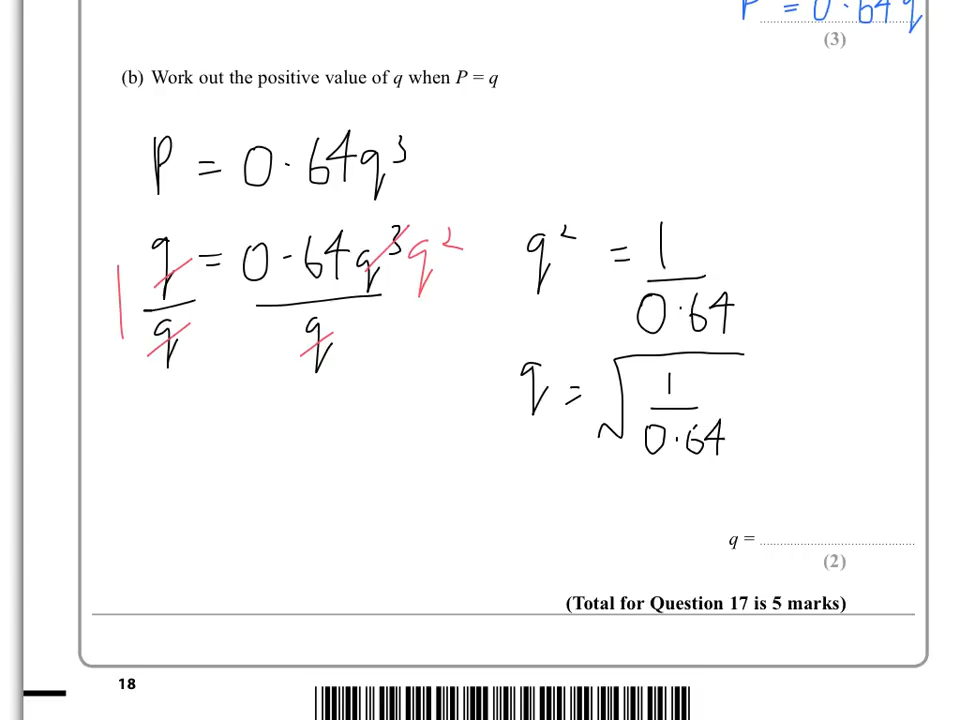 P = 0.64q
(3)
(b) Work out the positive value of q when P = q
P = 0.64q³
q/q = 0.64q³/q
1
q²
q² = 1/0.64
q = √(1/0.64)
q = ........................................
(2)
(Total for Question 17 is 5 marks)
18